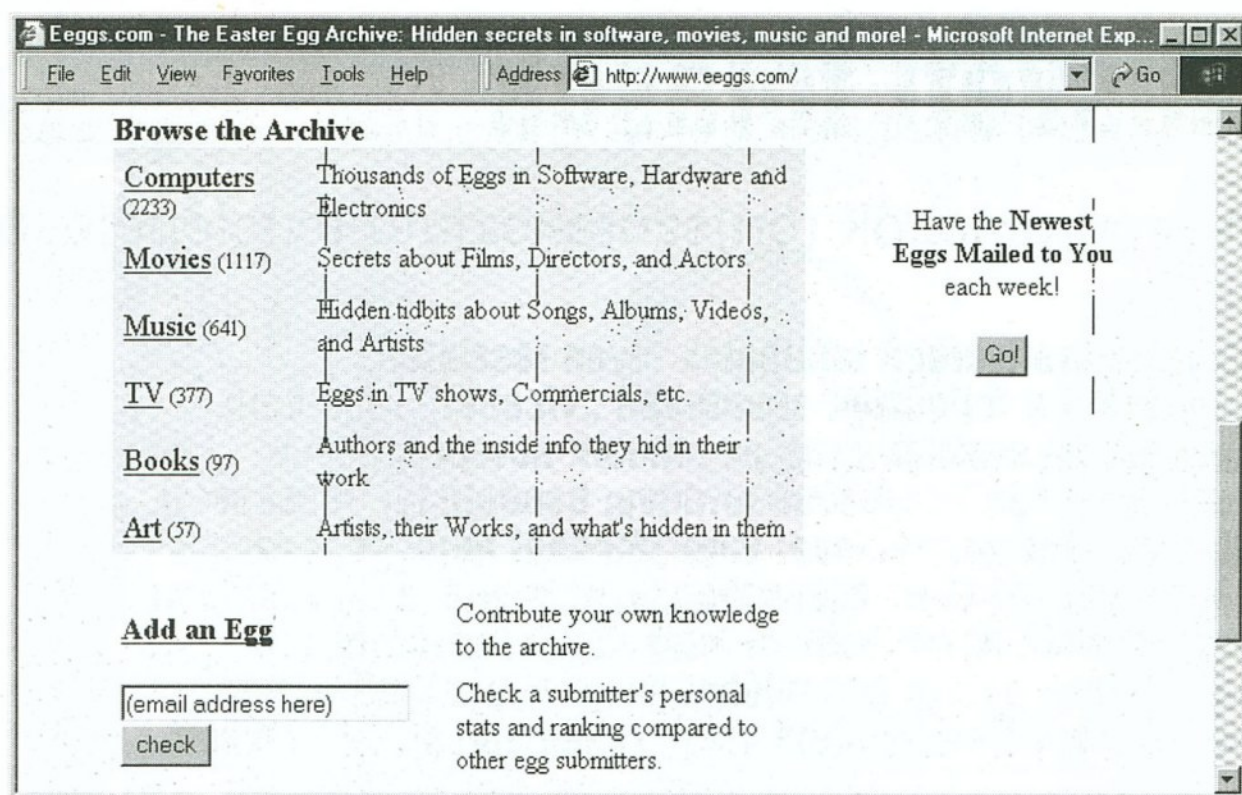 Eeggs.com - The Easter Egg Archive: Hidden secrets in software, movies, music and more! - Microsoft Internet Exp...
File Edit View Favorites Tools Help Address http://www.eeggs.com/ Go
Browse the Archive
Computers
(2233)
Thousands of Eggs in Software, Hardware and
Electronics
Movies (1117) Secrets about Films, Directors, and Actors
Music (641)
Hidden tidbits about Songs, Albums, Videos,
and Artists
TV (377) Eggs in TV shows, Commercials, etc.
Books (97)
Authors and the inside info they hid in their
work
Art (57) Artists, their Works, and what's hidden in them
Have the Newest
Eggs Mailed to You
each week!
Go!
Add an Egg
Contribute your own knowledge
to the archive.
(email address here)
check
Check a submitter's personal
stats and ranking compared to
other egg submitters.